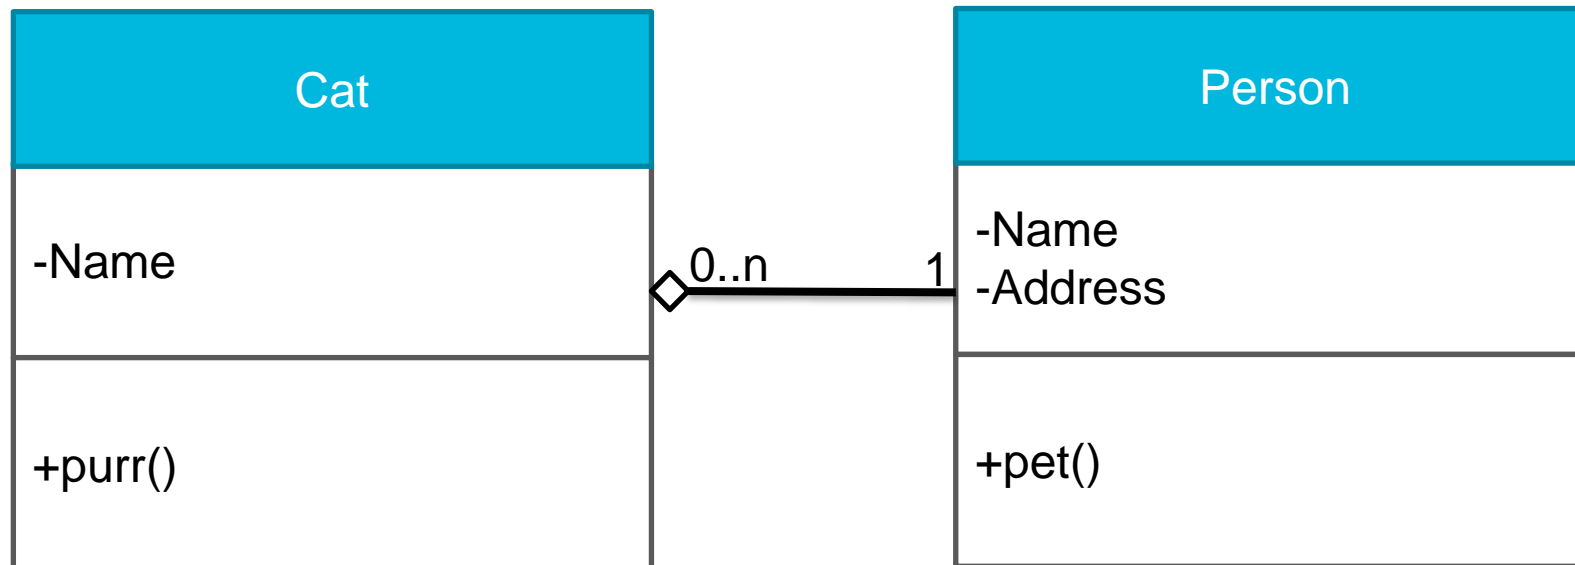 Cat
-Name
+purr()
0..n
1
Person
-Name
-Address
+pet()